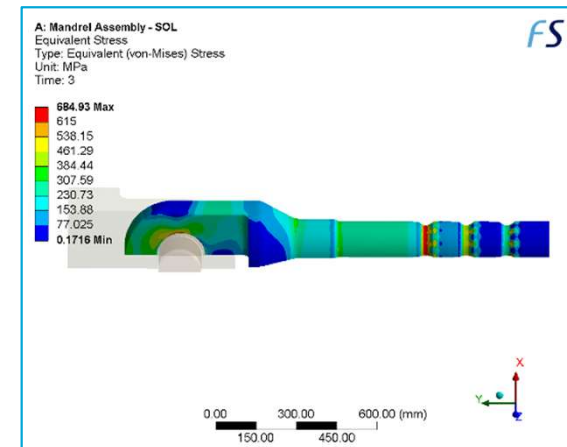 A: Mandrel Assembly - SOL
Equivalent Stress
Type: Equivalent (von-Mises) Stress
Unit: MPa
Time: 3
FS
684.93 Max
615
538.15
461.29
384.44
307.59
230.73
153.88
77.025
0.1716 Min
X
Y
Z
0.00 300.00 600.00 (mm)
150.00 450.00